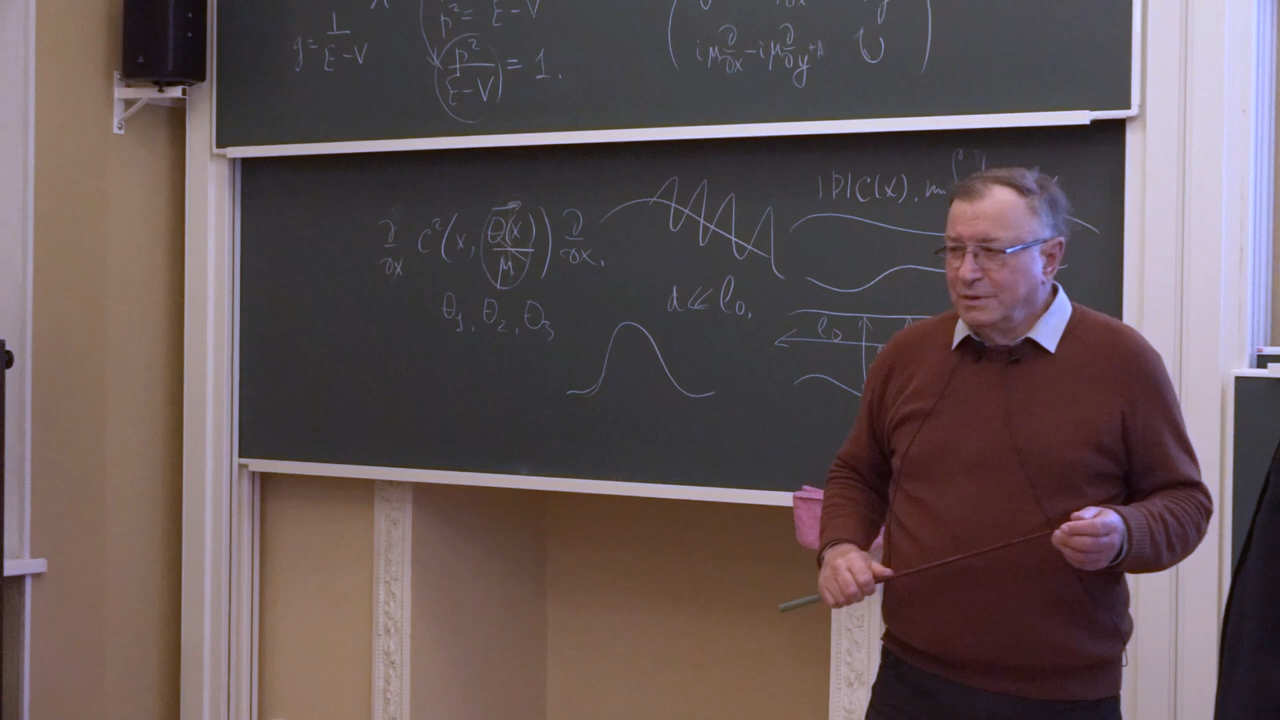 g = 1/(E-V)
p² = E-V
p²/(E-V) = 1.
iμ ∂/∂x - iμ ∂/∂y
∂/∂x C²(x, Θ(x)/μ) ∂/∂x.
Θ₁, Θ₂, Θ₃
d ≪ l₀.
|P|C(x),
l₀